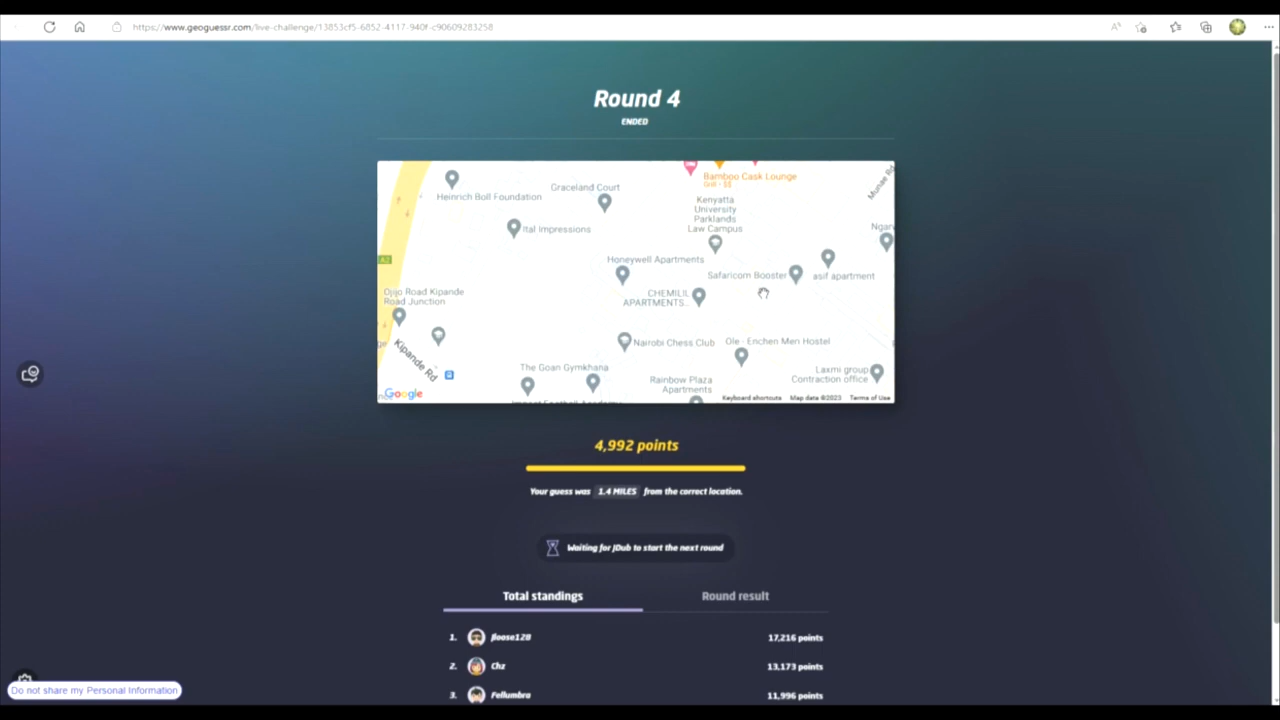 https://www.geoguessr.com/live-challenge/13853cf5-6852-4117-940f-c90609283258
Round 4
ENDED
Bamboo Cask Lounge
Grill · $$
Munae Rd
Heinrich Boll Foundation
Graceland Court
Kenyatta
University
Parklands
Law Campus
Ital Impressions
Ngar
A2
Honeywell Apartments
Safaricom Booster
asif apartment
Ojijo Road Kipande
Road Junction
CHEMILIL
APARTMENTS..
Kipande Rd
Nairobi Chess Club
Ole - Enchen Men Hostel
The Goan Gymkhana
Rainbow Plaza
Apartments
Laxmi group
Contraction office
Google
Keyboard shortcuts
Map data ©2023
Terms of Use
4,992 points
Your guess was 1.4 MILES from the correct location.
Waiting for JDub to start the next round
Total standings
Round result
1. floose128 17,216 points
2. Chz 13,173 points
3. Fellumbra 11,996 points
Do not share my Personal Information